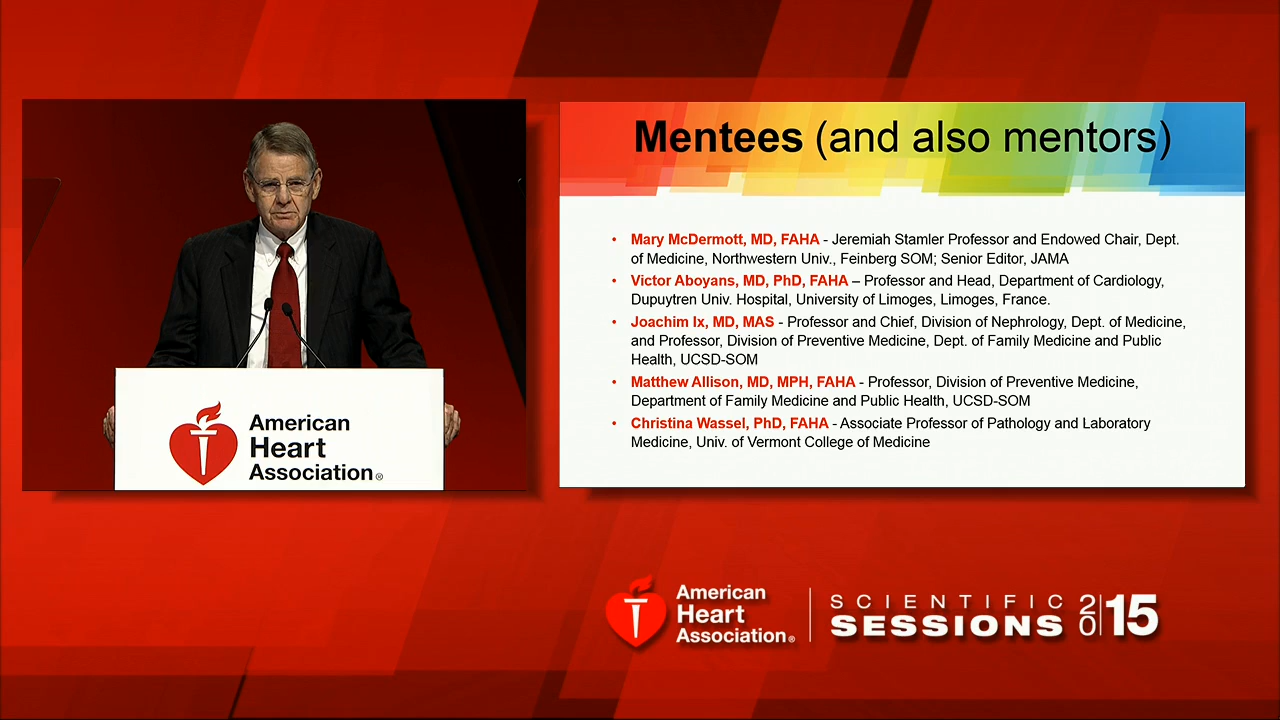 American
Heart
Association®
Mentees (and also mentors)
• Mary McDermott, MD, FAHA - Jeremiah Stamler Professor and Endowed Chair, Dept.
of Medicine, Northwestern Univ., Feinberg SOM; Senior Editor, JAMA
• Victor Aboyans, MD, PhD, FAHA – Professor and Head, Department of Cardiology,
Dupuytren Univ. Hospital, University of Limoges, Limoges, France.
• Joachim Ix, MD, MAS - Professor and Chief, Division of Nephrology, Dept. of Medicine,
and Professor, Division of Preventive Medicine, Dept. of Family Medicine and Public
Health, UCSD-SOM
• Matthew Allison, MD, MPH, FAHA - Professor, Division of Preventive Medicine,
Department of Family Medicine and Public Health, UCSD-SOM
• Christina Wassel, PhD, FAHA - Associate Professor of Pathology and Laboratory
Medicine, Univ. of Vermont College of Medicine
American
Heart
Association®
SCIENTIFIC
SESSIONS 20|15